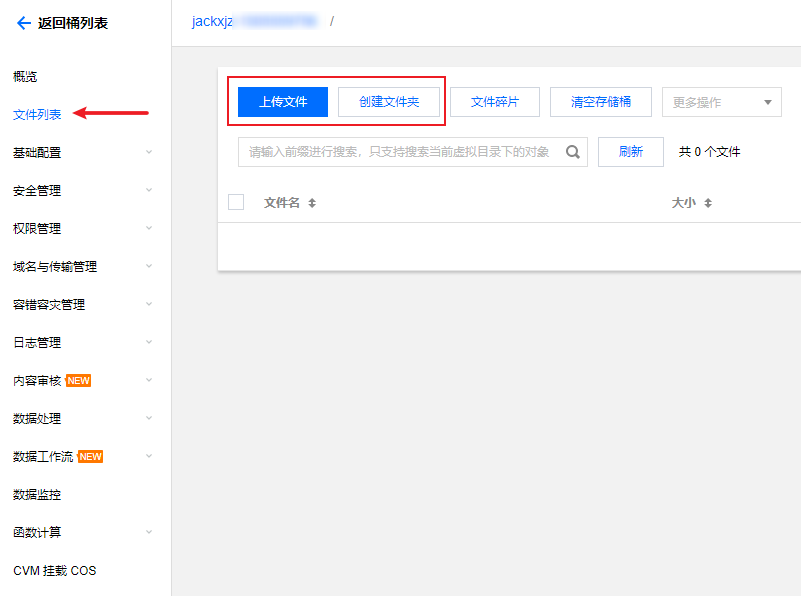 返回桶列表
概览
文件列表
基础配置
安全管理
权限管理
域名与传输管理
容错容灾管理
日志管理
内容审核 NEW
数据处理
数据工作流 NEW
数据监控
函数计算
CVM 挂载 COS
jackxjz /
上传文件 创建文件夹 文件碎片 清空存储桶 更多操作
请输入前缀进行搜索，只支持搜索当前虚拟目录下的对象 刷新 共 0 个文件
文件名 大小